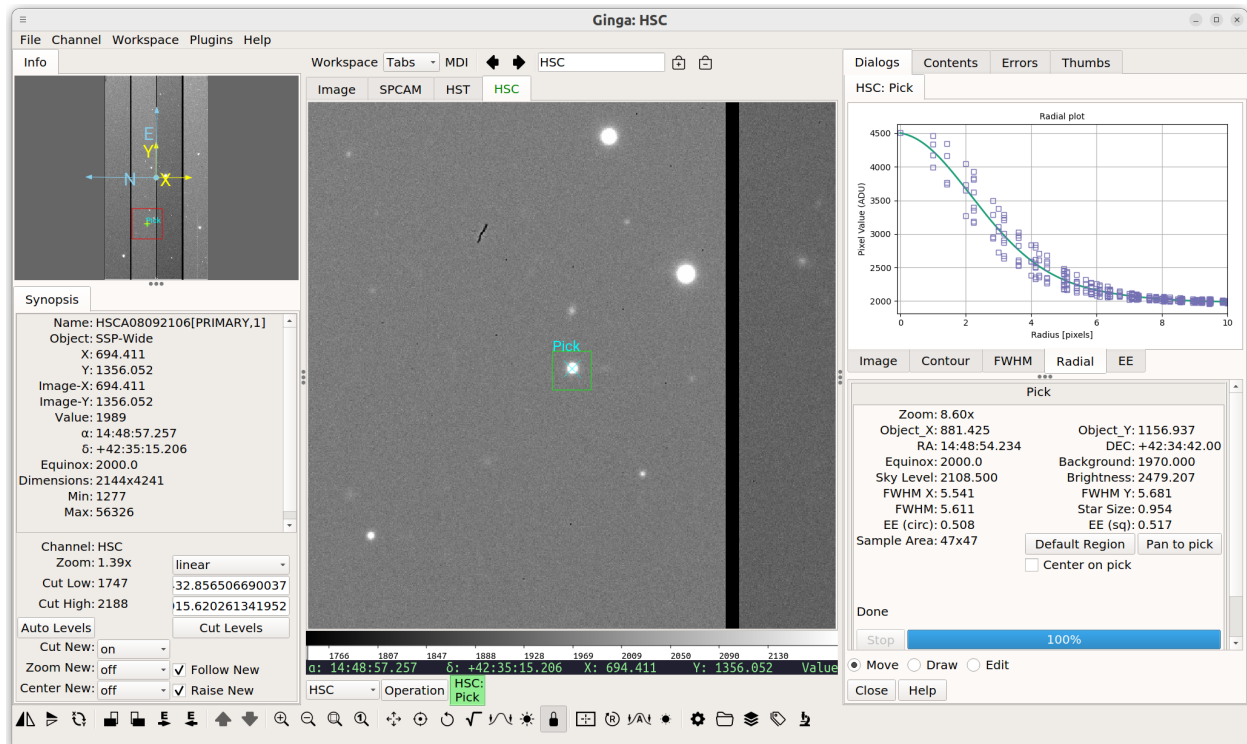 Ginga: HSC
File Channel Workspace Plugins Help
Info
E
Y
N
X
Pick
Synopsis
Name: HSCA08092106[PRIMARY,1]
Object: SSP-Wide
X: 694.411
Y: 1356.052
Image-X: 694.411
Image-Y: 1356.052
Value: 1989
α: 14:48:57.257
δ: +42:35:15.206
Equinox: 2000.0
Dimensions: 2144x4241
Min: 1277
Max: 56326
Channel: HSC
Zoom: 1.39x linear
Cut Low: 1747 32.856506690037
Cut High: 2188 15.620261341952
Auto Levels Cut Levels
Cut New: on
Zoom New: off Follow New
Center New: off Raise New
Workspace Tabs MDI HSC
Image SPCAM HST HSC
Pick
1766 1807 1847 1888 1928 1969 2009 2050 2090 2130
α: 14:48:57.257 δ: +42:35:15.206 X: 694.411 Y: 1356.052 Value
HSC Operation HSC: Pick
Dialogs Contents Errors Thumbs
HSC: Pick
Radial plot
Pixel Value (ADU)
4500
4000
3500
3000
2500
2000
0 2 4 6 8 10
Radius [pixels]
Image Contour FWHM Radial EE
Pick
Zoom: 8.60x
Object_X: 881.425 Object_Y: 1156.937
RA: 14:48:54.234 DEC: +42:34:42.00
Equinox: 2000.0 Background: 1970.000
Sky Level: 2108.500 Brightness: 2479.207
FWHM X: 5.541 FWHM Y: 5.681
FWHM: 5.611 Star Size: 0.954
EE (circ): 0.508 EE (sq): 0.517
Sample Area: 47x47 Default Region Pan to pick
Center on pick
Done
Stop 100%
Move Draw Edit
Close Help
E E
1
R A